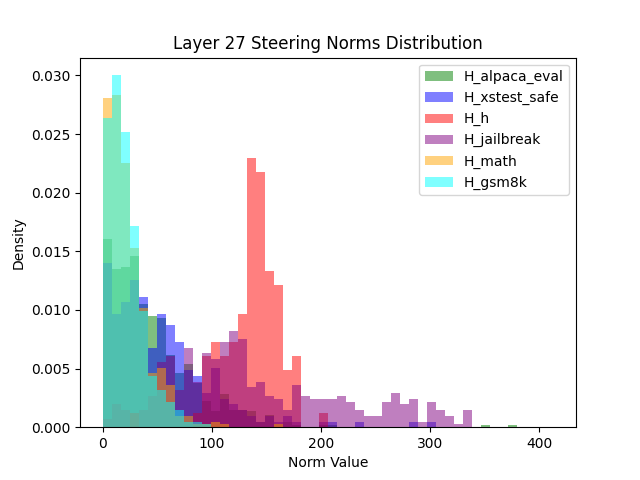 Layer 27 Steering Norms Distribution
H_alpaca_eval
H_xstest_safe
H_h
H_jailbreak
H_math
H_gsm8k
Density
0.030
0.025
0.020
0.015
0.010
0.005
0.000
0 100 200 300 400
Norm Value